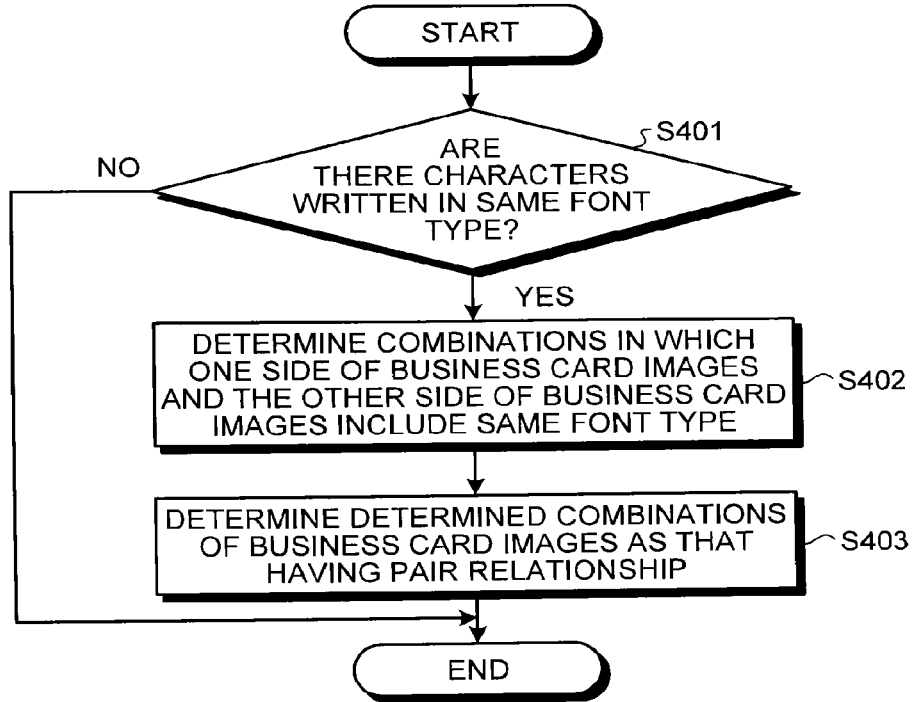 START
S401
ARE
THERE CHARACTERS
WRITTEN IN SAME FONT
TYPE?
NO
YES
DETERMINE COMBINATIONS IN WHICH
ONE SIDE OF BUSINESS CARD IMAGES
AND THE OTHER SIDE OF BUSINESS CARD
IMAGES INCLUDE SAME FONT TYPE
S402
DETERMINE DETERMINED COMBINATIONS
OF BUSINESS CARD IMAGES AS THAT
HAVING PAIR RELATIONSHIP
S403
END